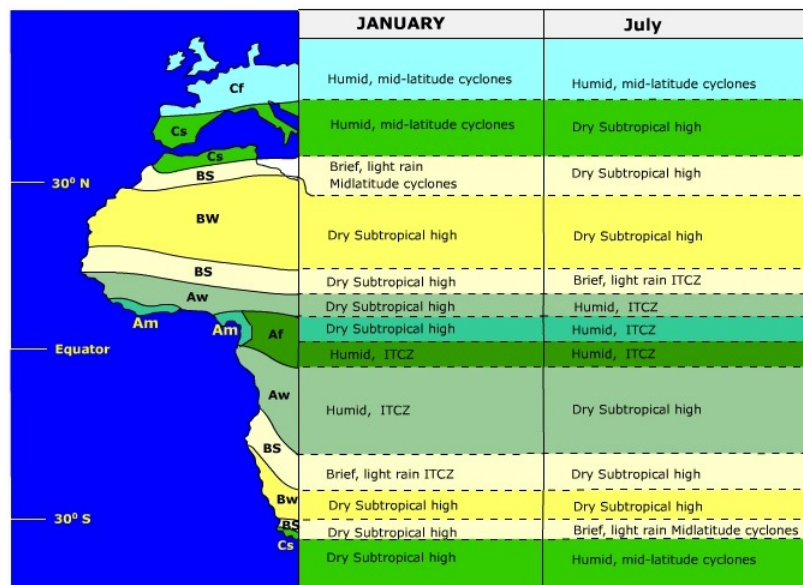 JANUARY
July
Cf
Humid, mid-latitude cyclones
Humid, mid-latitude cyclones
Cs
Humid, mid-latitude cyclones
Dry Subtropical high
Cs
BS
Brief, light rain
Midlatitude cyclones
Dry Subtropical high
30⁰ N
BW
Dry Subtropical high
Dry Subtropical high
BS
Dry Subtropical high
Brief, light rain ITCZ
Aw
Dry Subtropical high
Humid, ITCZ
Am
Am
Af
Dry Subtropical high
Humid, ITCZ
Equator
Humid, ITCZ
Humid, ITCZ
Aw
Humid, ITCZ
Dry Subtropical high
BS
Brief, light rain ITCZ
Dry Subtropical high
Bw
Dry Subtropical high
Dry Subtropical high
30⁰ S
BS
Dry Subtropical high
Brief, light rain Midlatitude cyclones
Cs
Dry Subtropical high
Humid, mid-latitude cyclones